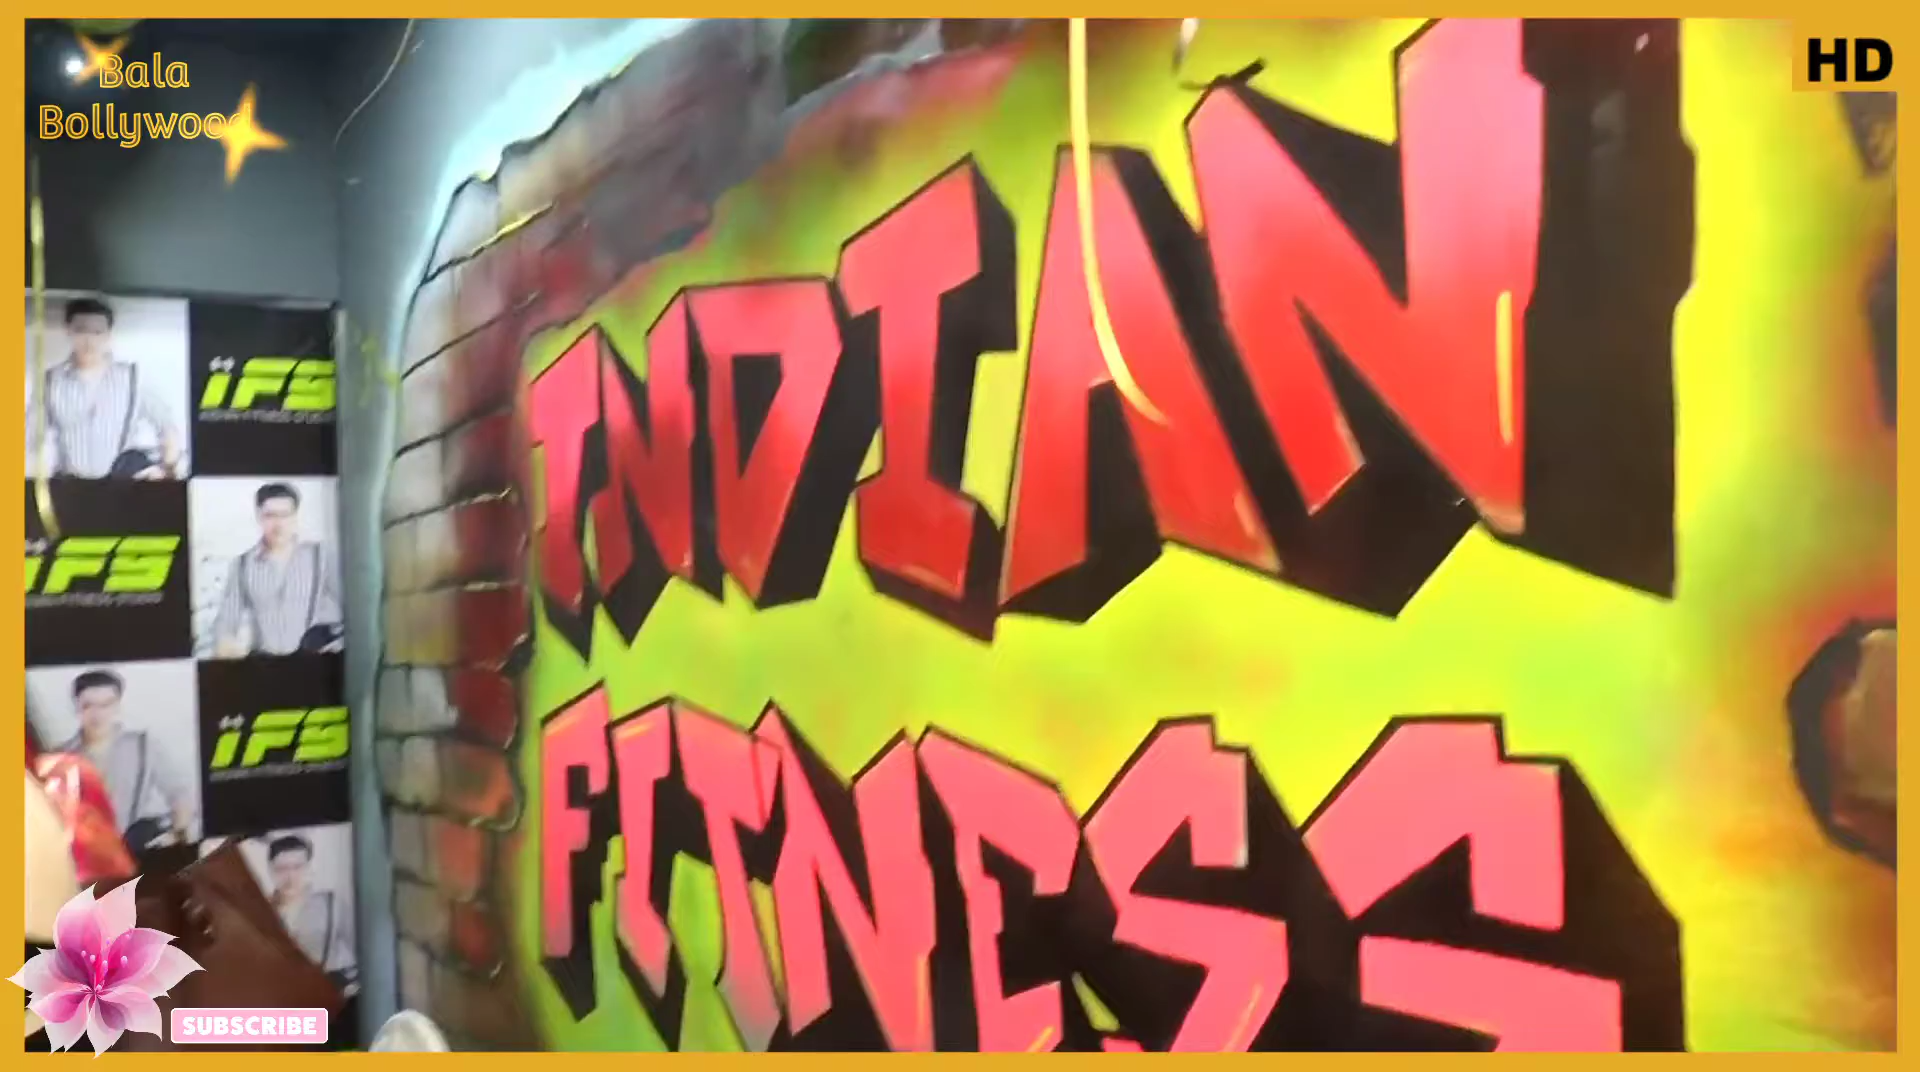 Bala
Bollywood
HD
INDIAN
FITNESS
iFS
iFS
iFS
SUBSCRIBE